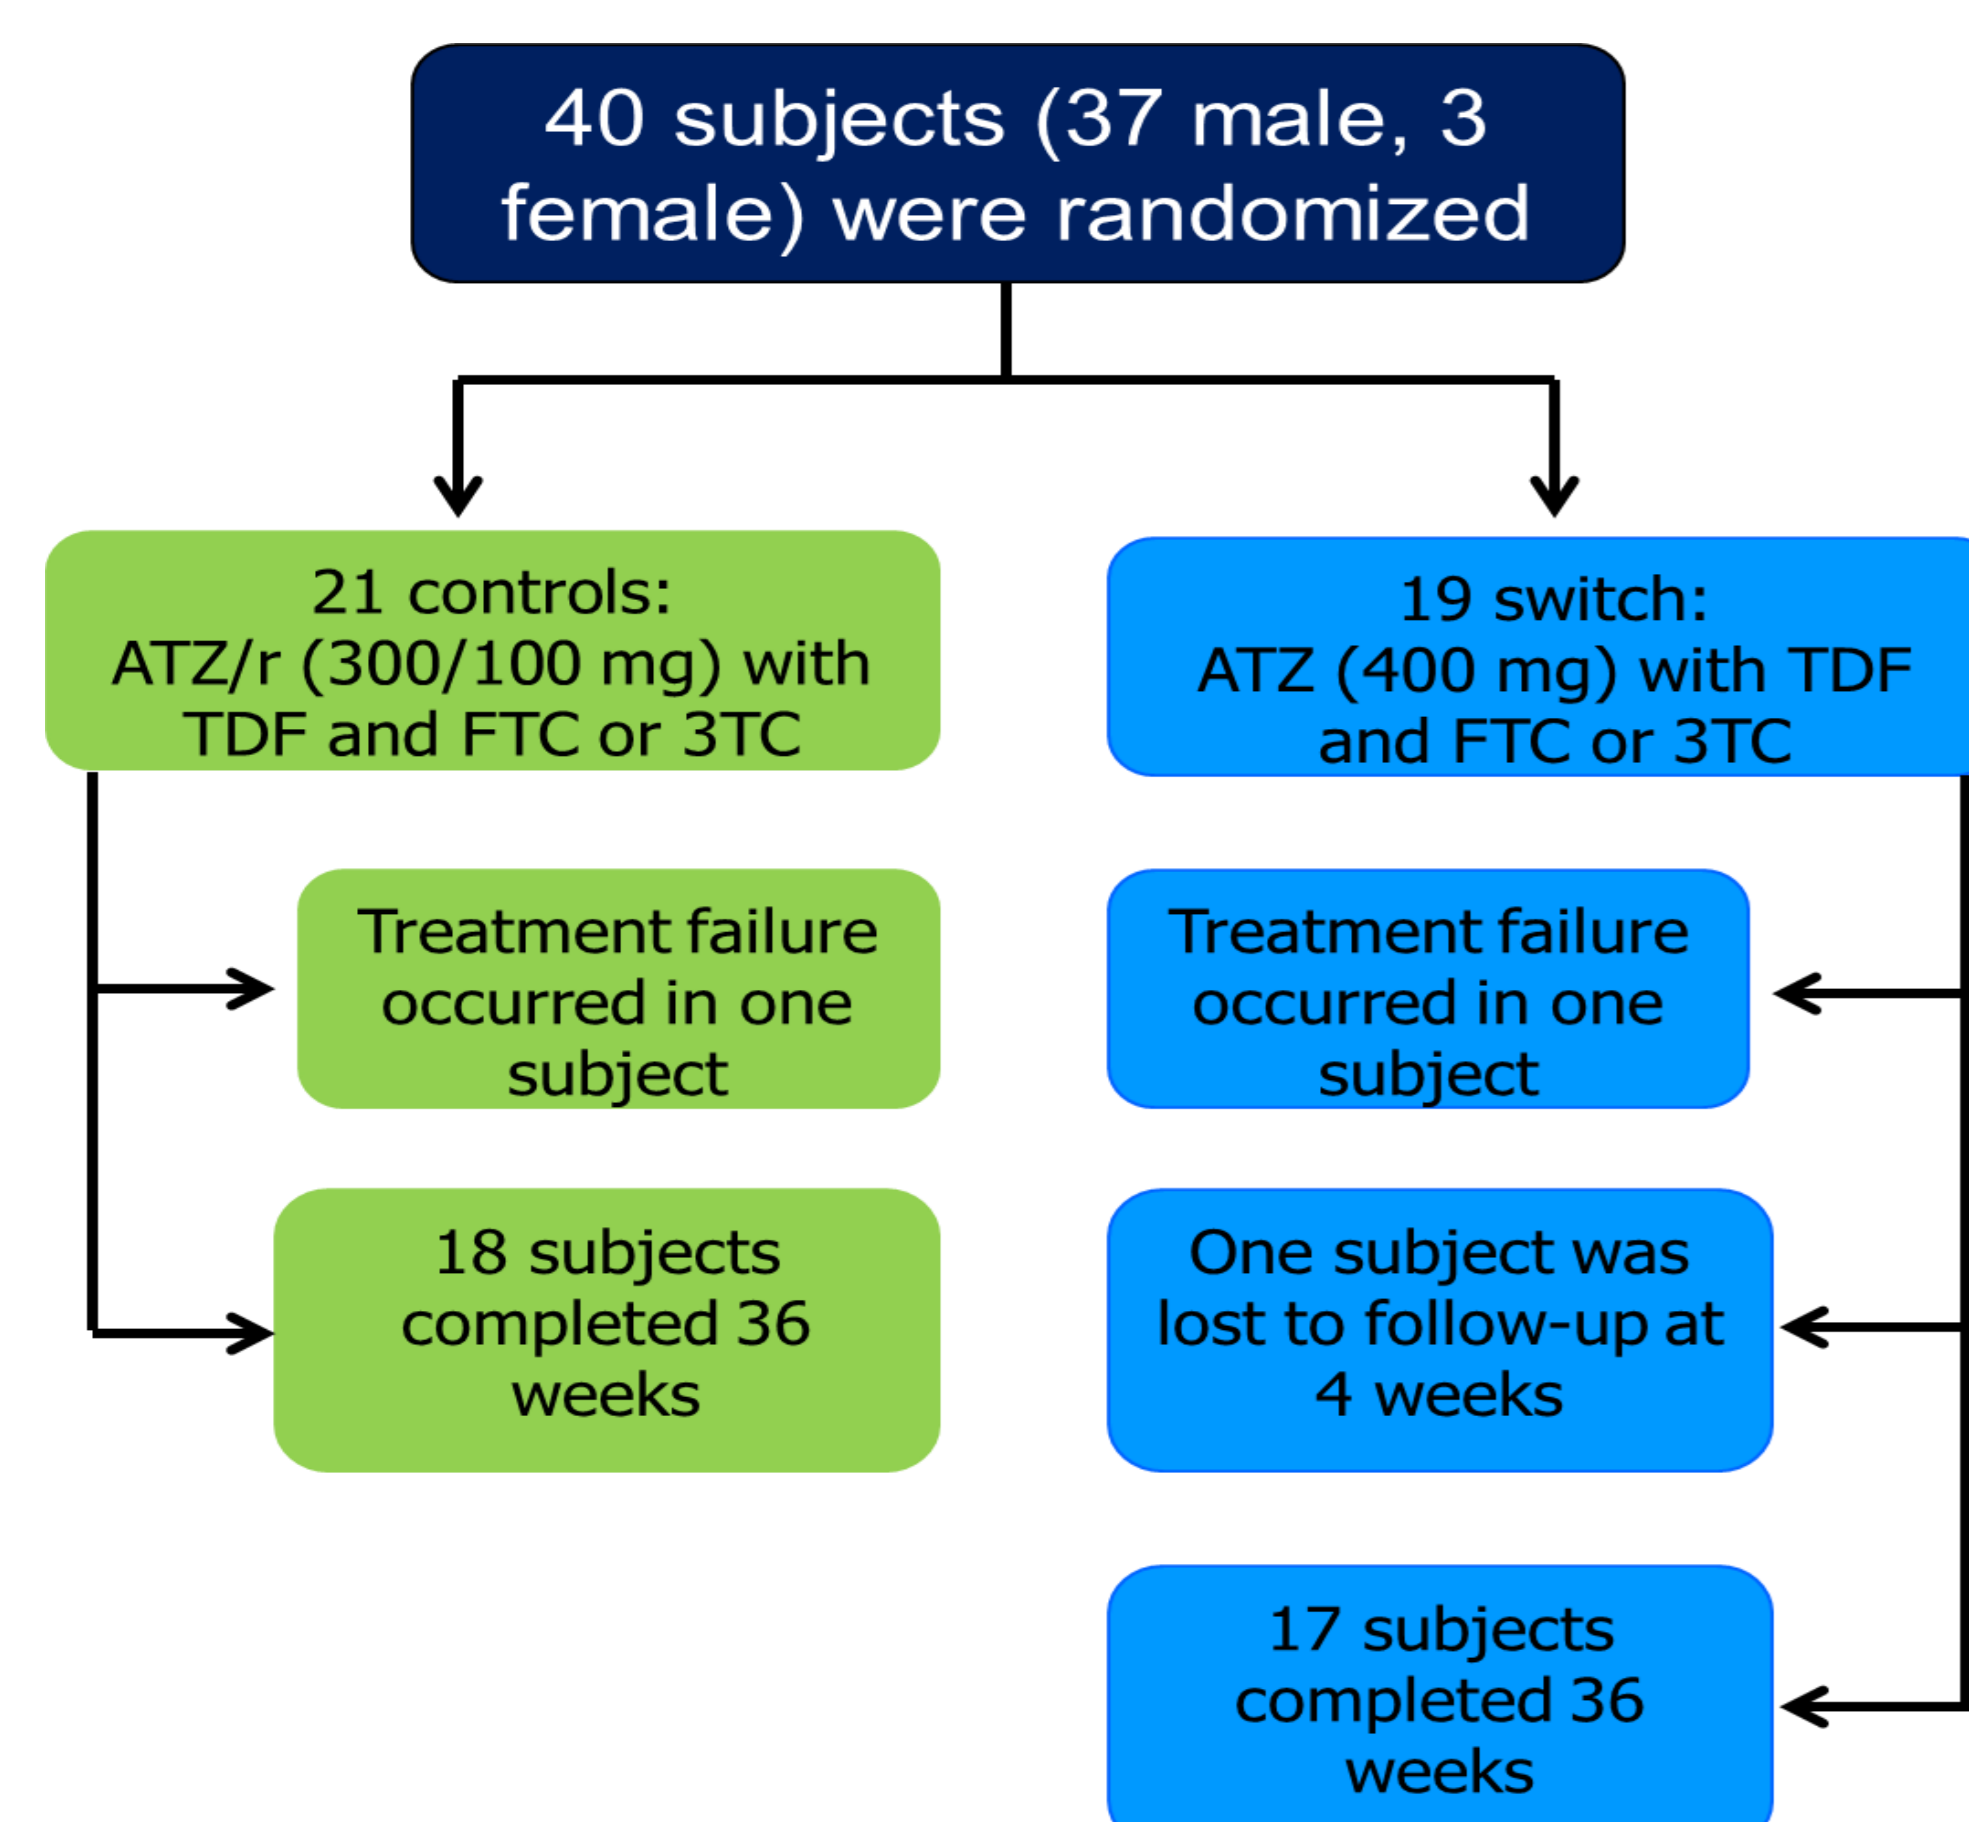 40 subjects (37 male, 3
female) were randomized
21 controls:
ATZ/r (300/100 mg) with
TDF and FTC or 3TC
19 switch:
ATZ (400 mg) with TDF
and FTC or 3TC
Treatment failure
occurred in one
subject
Treatment failure
occurred in one
subject
18 subjects
completed 36
weeks
One subject was
lost to follow-up at
4 weeks
17 subjects
completed 36
weeks